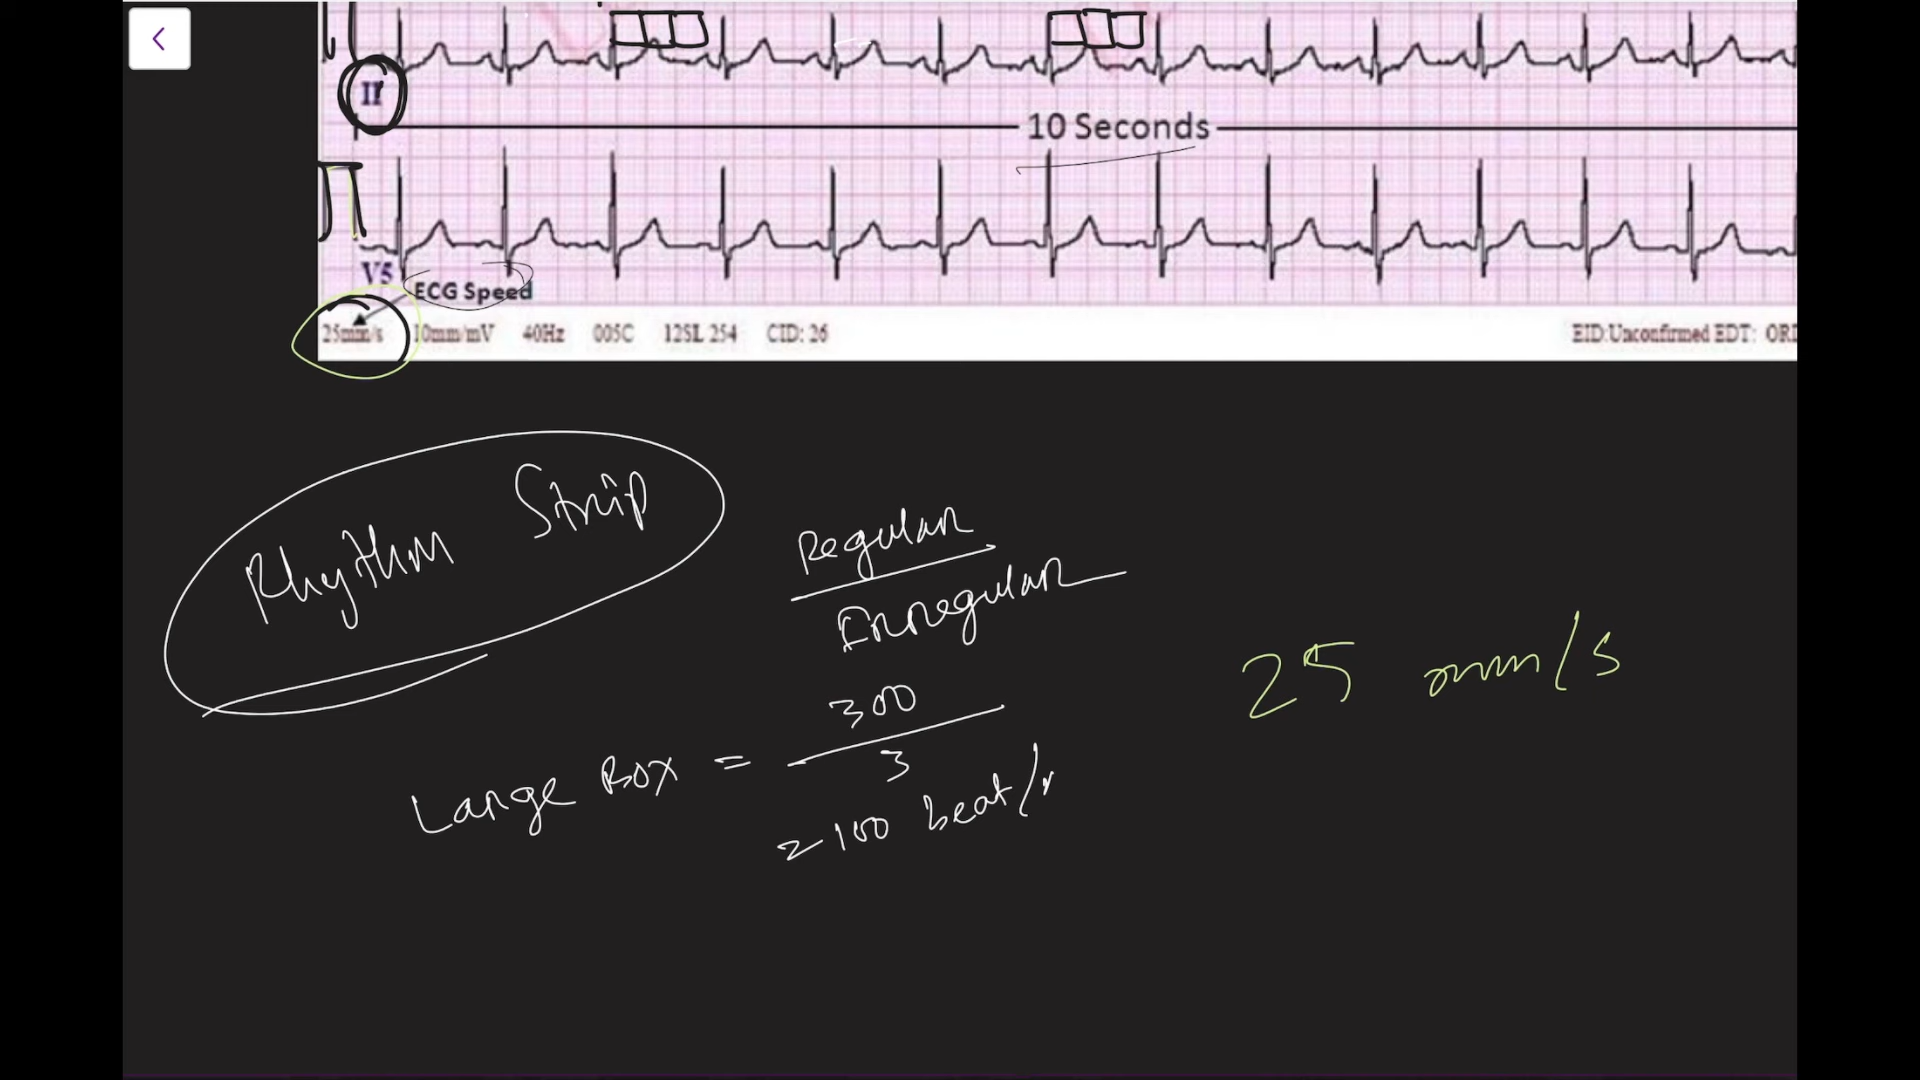 II
10 Seconds
V5
ECG Speed
25mm/s 10mm/mV 40Hz 005C 12SL 254 CID: 26 EID:Unconfirmed EDT: ORI
Rhythm Strip
Regular
Irregular
25 mm/s
Large Box = 300
3
= 100 beat/